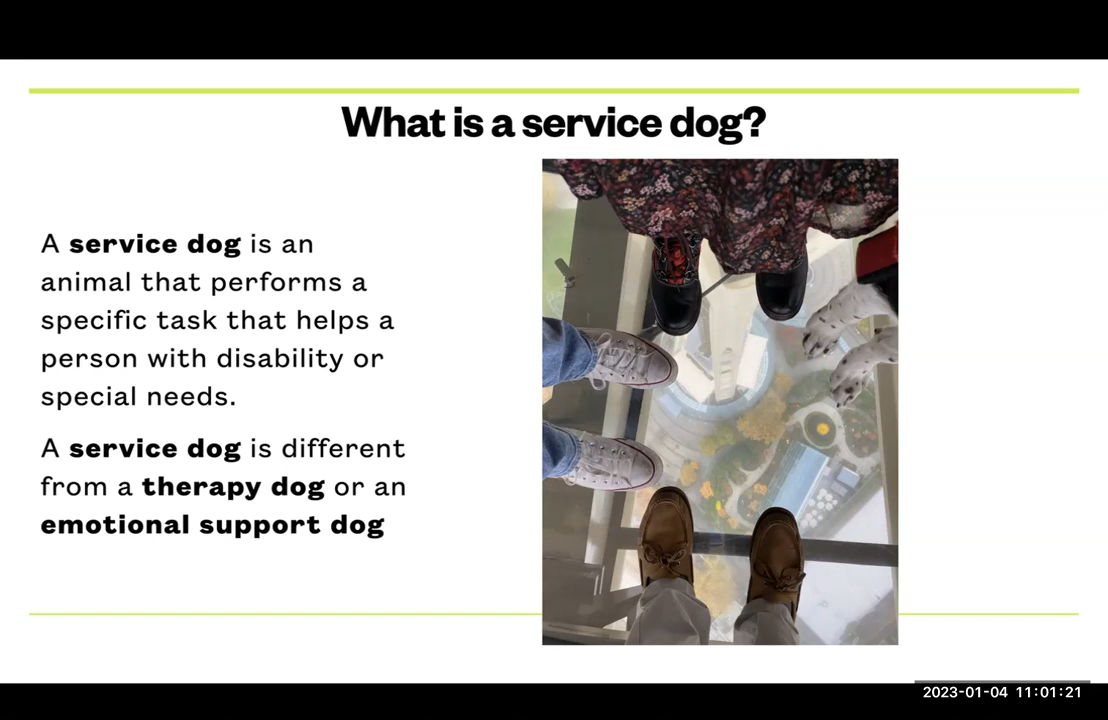 What is a service dog?
A service dog is an
animal that performs a
specific task that helps a
person with disability or
special needs.
A service dog is different
from a therapy dog or an
emotional support dog
2023-01-04 11:01:21